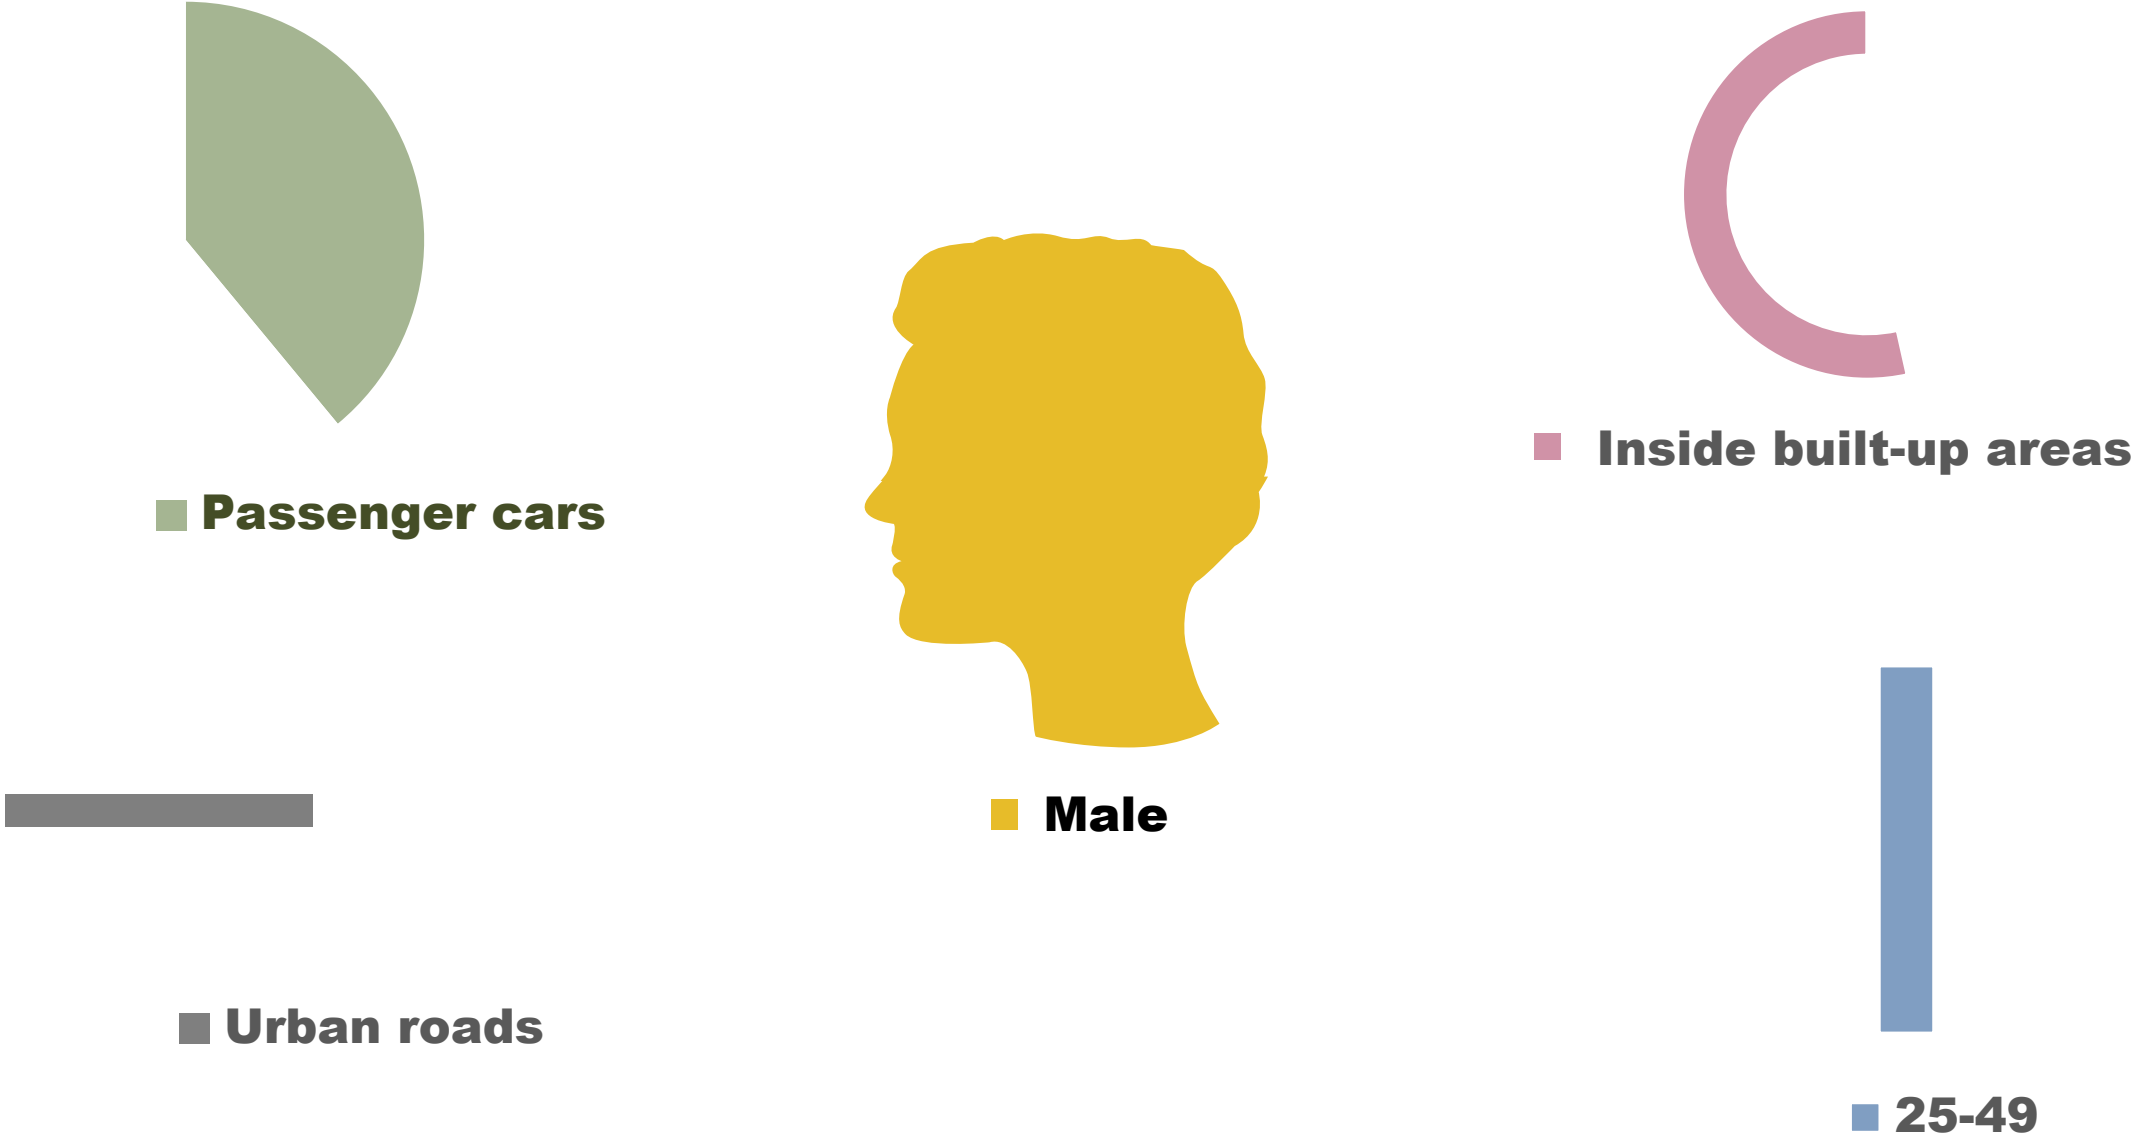 Inside built-up areas
Passenger cars
Male
Urban roads
25-49